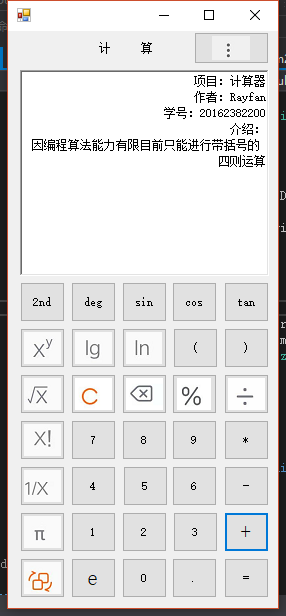 计 算
项目: 计算器
作者: Rayfan
学号: 20162382200
介绍:
因编程算法能力有限目前只能进行带括号的
四则运算
2nd deg sin cos tan
Xʸ lg ln ( )
√X C % ÷
X! 7 8 9 *
1/X 4 5 6 -
π 1 2 3 +
e 0 . =